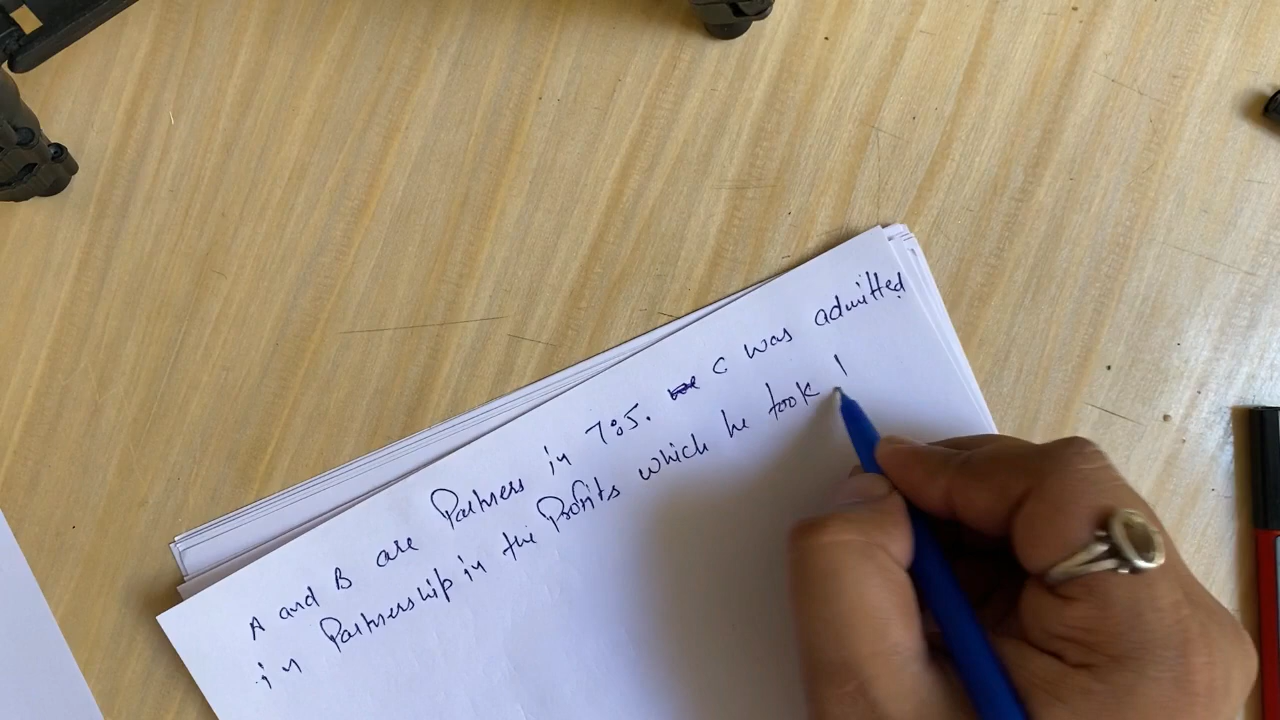 A and B are Partners in 7:5. C was admitted
in Partnership in the Profits which he took 1